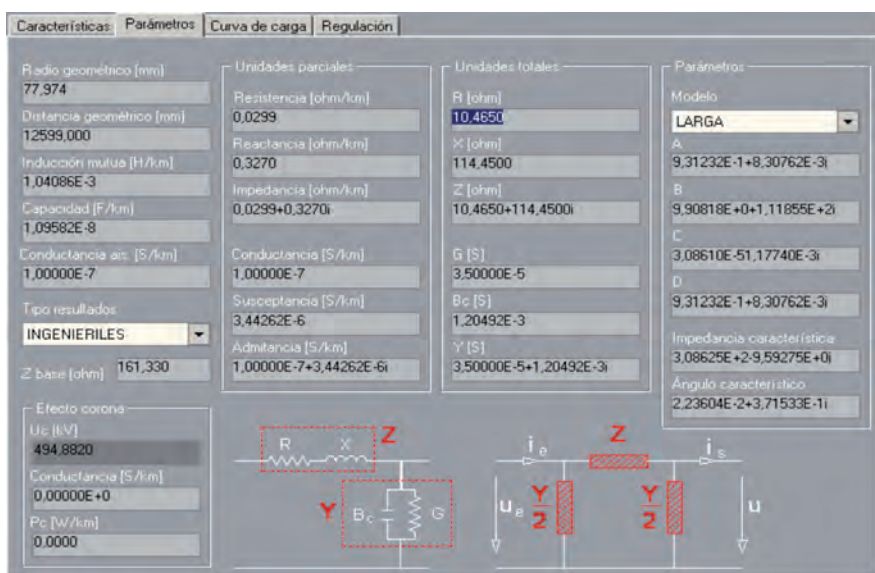 Características
Parámetros
Curva de carga
Regulación
Radio geométrico [mm]
77,974
Distancia geométrico [mm]
12599,000
Inducción mutua [H/km]
1,04086E-3
Capacidad [F/km]
1,09582E-8
Conductancia ais. [S/km]
1,00000E-7
Tipo resultados
INGENIERILES
Z base [ohm]
161,330
Efecto corona
Uc [kV]
494,8820
Conductancia [S/km]
0,00000E+0
Pc [W/km]
0,0000
Unidades parciales
Resistencia [ohm/km]
0,0299
Reactancia [ohm/km]
0,3270
Impedancia [ohm/km]
0,0299+0,3270i
Conductancia [S/km]
1,00000E-7
Susceptancia [S/km]
3,44262E-6
Admitancia [S/km]
1,00000E-7+3,44262E-6i
Unidades totales
R [ohm]
10,4650
X [ohm]
114,4500
Z [ohm]
10,4650+114,4500i
G [S]
3,50000E-5
Bc [S]
1,20492E-3
Y [S]
3,50000E-5+1,20492E-3i
Parámetros
Modelo
LARGA
A
9,31232E-1+8,30762E-3i
B
9,90818E+0+1,11855E+2i
C
3,08610E-51,17740E-3i
D
9,31232E-1+8,30762E-3i
Impedancia característica
3,08625E+2-9,59275E+0i
Ángulo característico
2,23604E-2+3,71533E-1i
R
X
Z
Y
Bc
G
ie
Z
is
ue
Y
2
Y
2
u